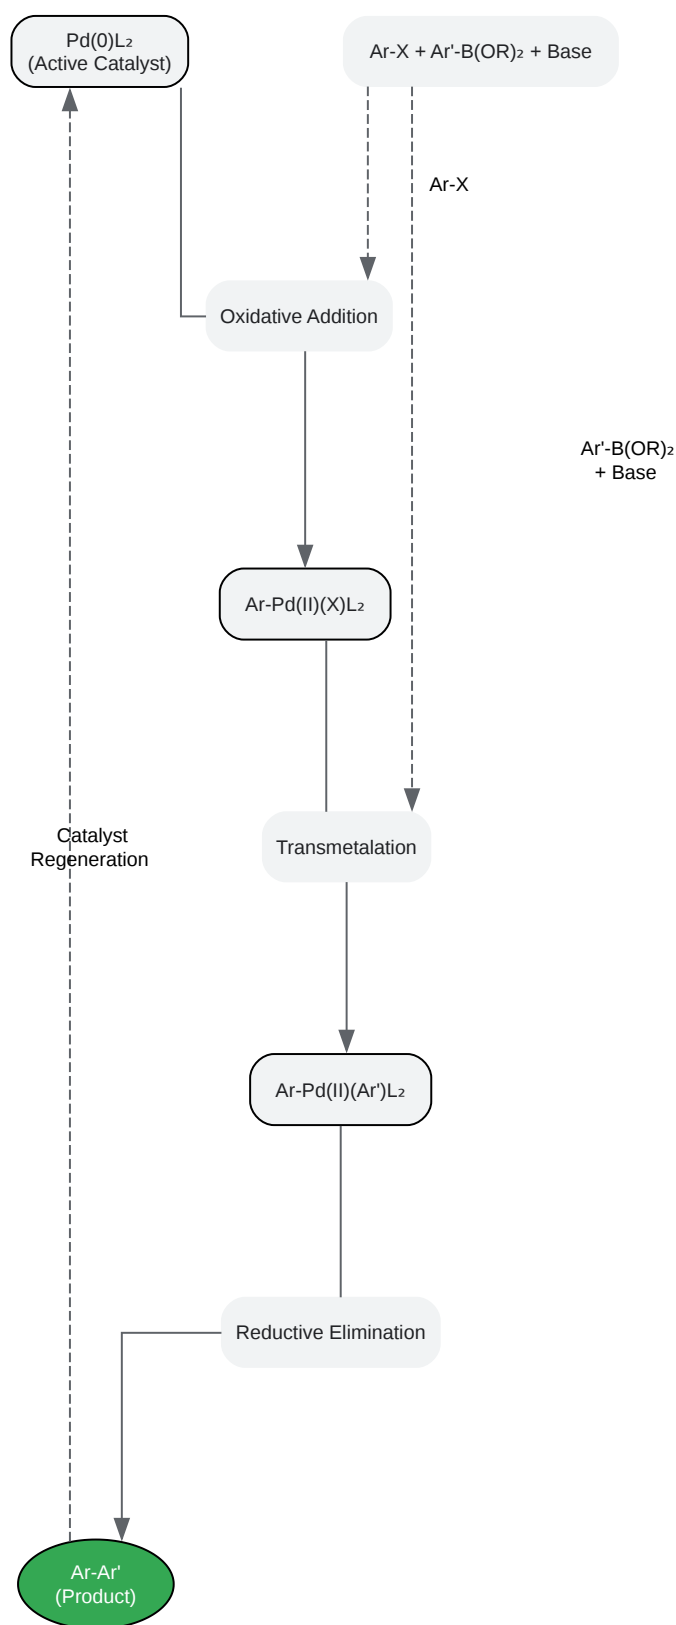 Pd(0)L₂
(Active Catalyst)
Ar-X + Ar'-B(OR)₂ + Base
Ar-X
Oxidative Addition
Ar'-B(OR)₂
+ Base
Ar-Pd(II)(X)L₂
Catalyst
Regeneration
Transmetalation
Ar-Pd(II)(Ar')L₂
Reductive Elimination
Ar-Ar'
(Product)